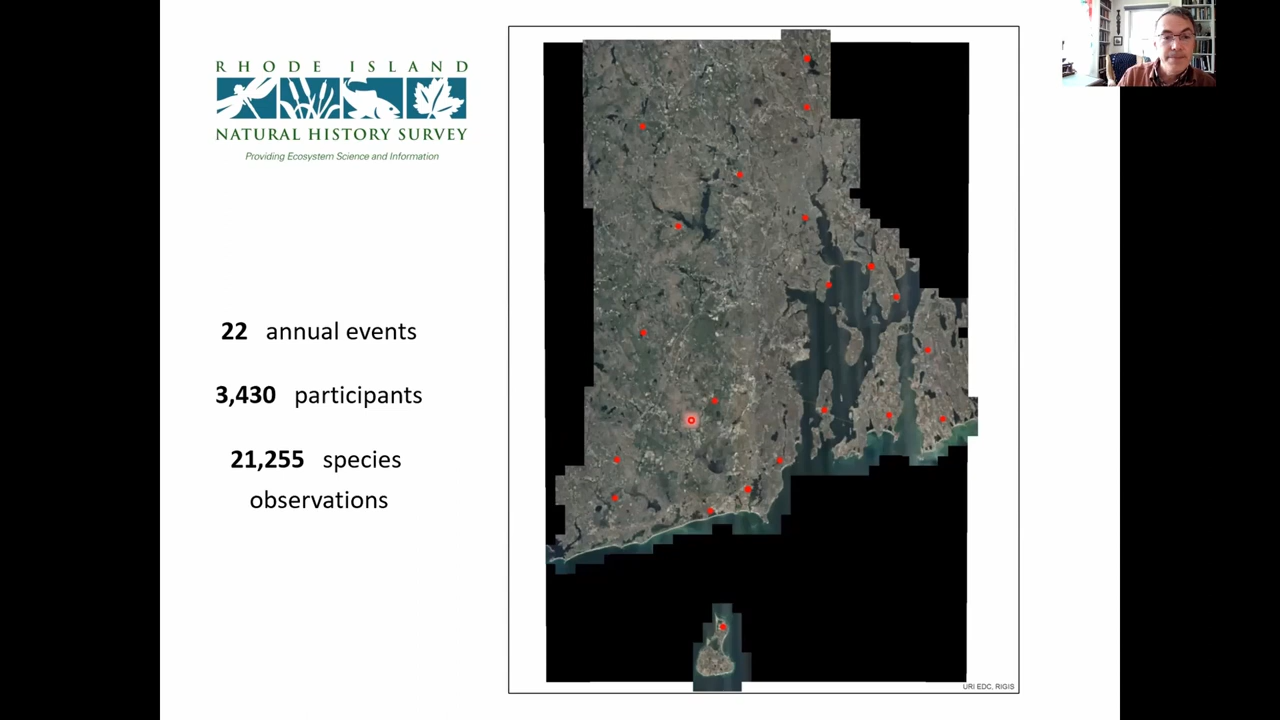 RHODE ISLAND
NATURAL HISTORY SURVEY
Providing Ecosystem Science and Information
22 annual events
3,430 participants
21,255 species
observations
URI EDC, RIGIS